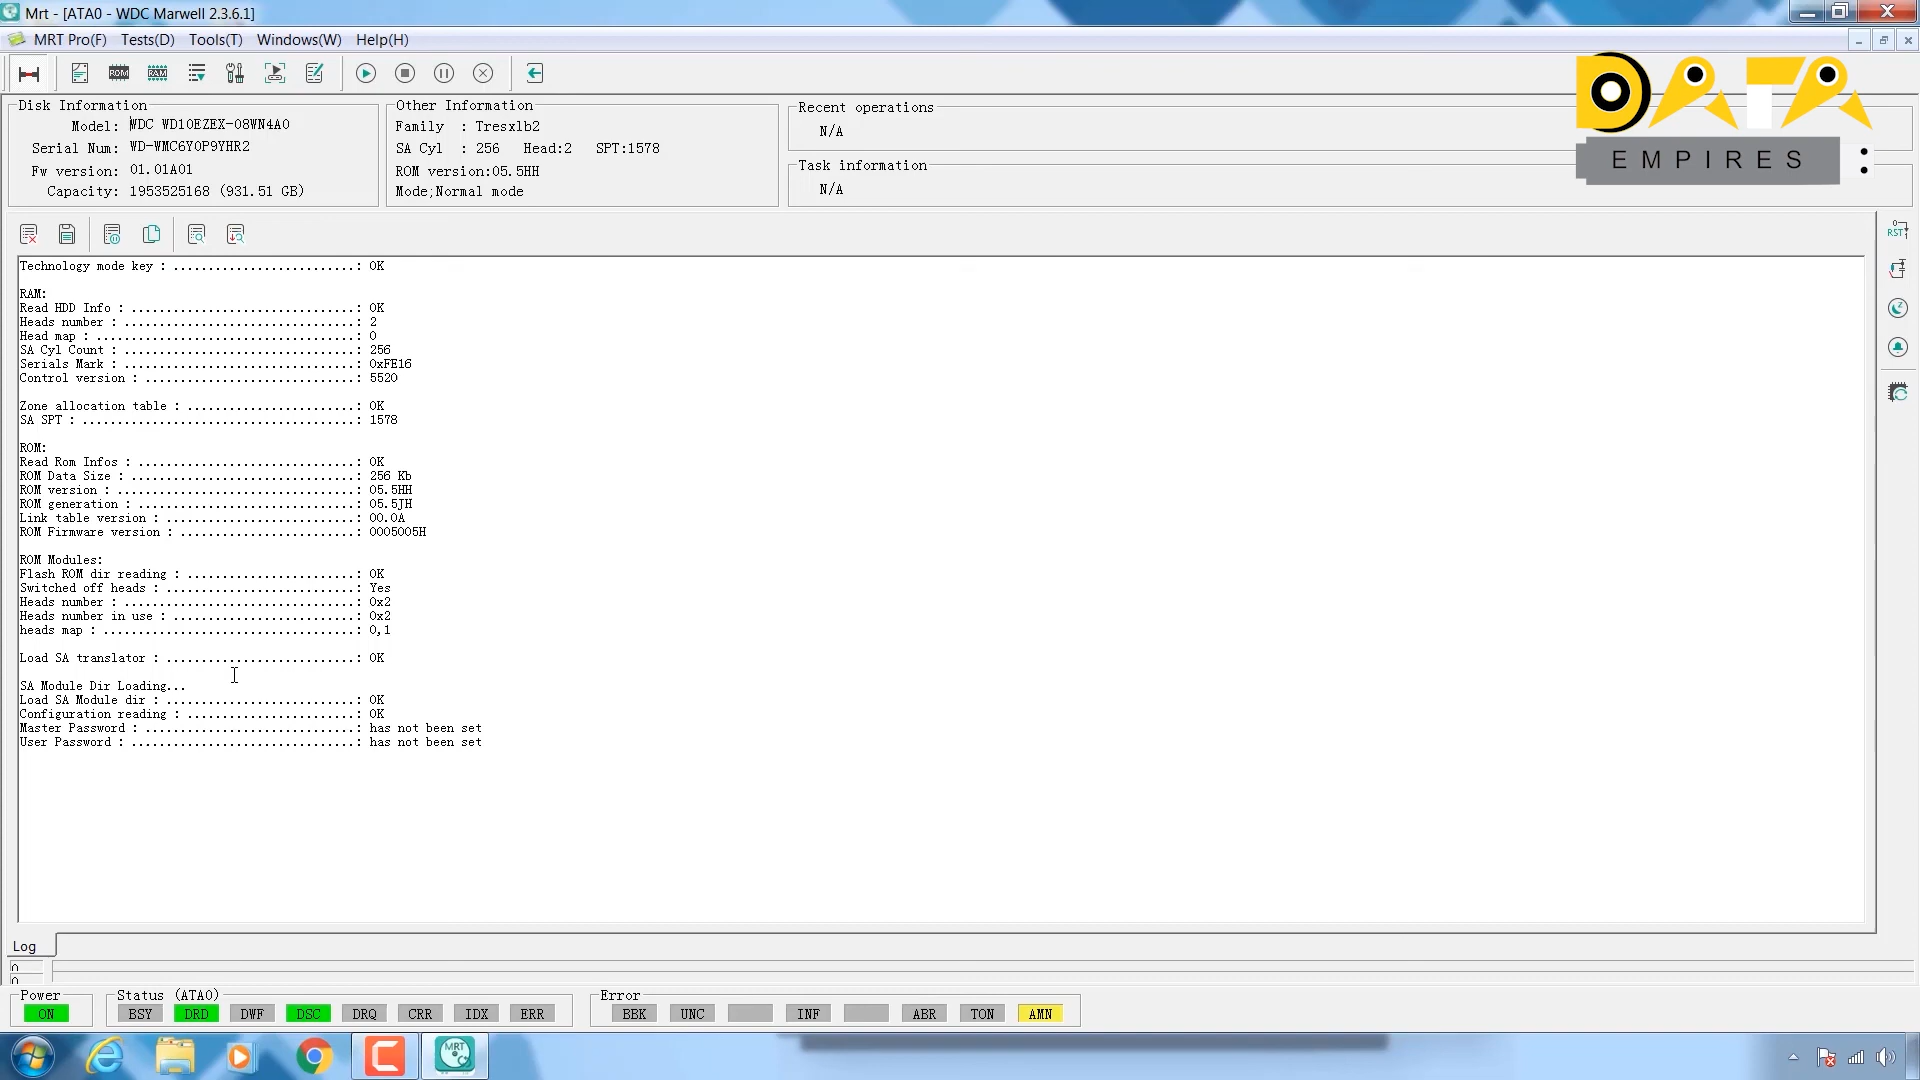 Mrt - [ATA0 - WDC Marwell 2.3.6.1]
MRT Pro(F) Tests(D) Tools(T) Windows(W) Help(H)
ROM RAM
DATA
EMPIRES
Disk Information
Model: WDC WD10EZEX-08WN4A0
Serial Num: WD-WMC6Y0P9YHR2
Fw version: 01.01A01
Capacity: 1953525168 (931.51 GB)
Other Information
Family : Tresxlb2
SA Cyl : 256 Head:2 SPT:1578
ROM version:05.5HH
Mode;Normal mode
Recent operations
N/A
Task information
N/A
RST
Technology mode key : ..........................: OK
RAM:
Read HDD Info : ................................: OK
Heads number : .................................: 2
Head map : .....................................: 0
SA Cyl Count : .................................: 256
Serials Mark : .................................: 0xFE16
Control version : ..............................: 5520
Zone allocation table : ........................: OK
SA SPT : .......................................: 1578
ROM:
Read Rom Infos : ...............................: OK
ROM Data Size : ................................: 256 Kb
ROM version : ..................................: 05.5HH
ROM generation : ...............................: 05.5JH
Link table version : ...........................: 00.0A
ROM Firmware version : .........................: 0005005H
ROM Modules:
Flash ROM dir reading : ........................: OK
Switched off heads : ...........................: Yes
Heads number : .................................: 0x2
Heads number in use : ..........................: 0x2
heads map : ....................................: 0,1
Load SA translator : ...........................: OK
SA Module Dir Loading...
Load SA Module dir : ...........................: OK
Configuration reading : ........................: OK
Master Password : ..............................: has not been set
User Password : ................................: has not been set
Log
0
0
Power
ON
Status (ATA0)
BSY DRD DWF DSC DRQ CRR IDX ERR
Error
BBK UNC INF ABR TON AMN
MRT